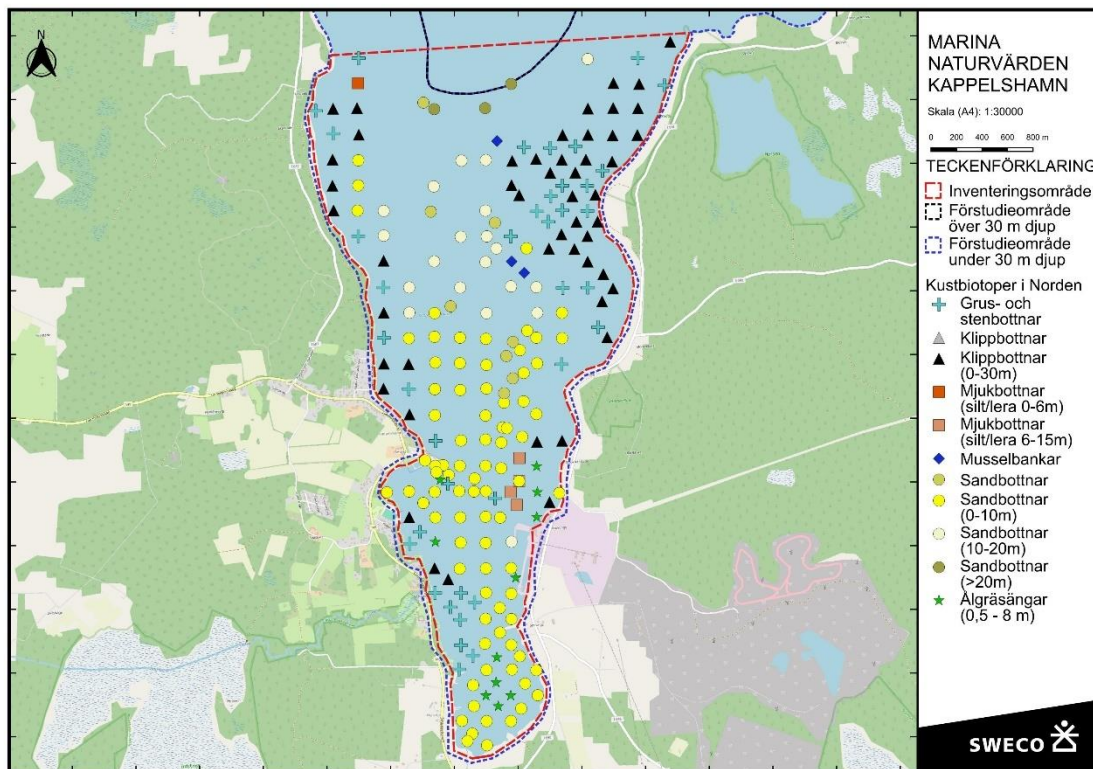 N
MARINA
NATURVÄRDEN
KAPPELSHAMN
Skala (A4): 1:30000
0 200 400 600 800 m
TECKENFÖRKLARING
Inventeringsområde
Förstudieområde
över 30 m djup
Förstudieområde
under 30 m djup
Kustbiotoper i Norden
Grus- och
stenbottnar
Klippbottnar
Klippbottnar
(0-30m)
Mjukbottnar
(silt/lera 0-6m)
Mjukbottnar
(silt/lera 6-15m)
Musselbankar
Sandbottnar
Sandbottnar
(0-10m)
Sandbottnar
(10-20m)
Sandbottnar
(>20m)
Ålgräsängar
(0,5 - 8 m)
SWECO